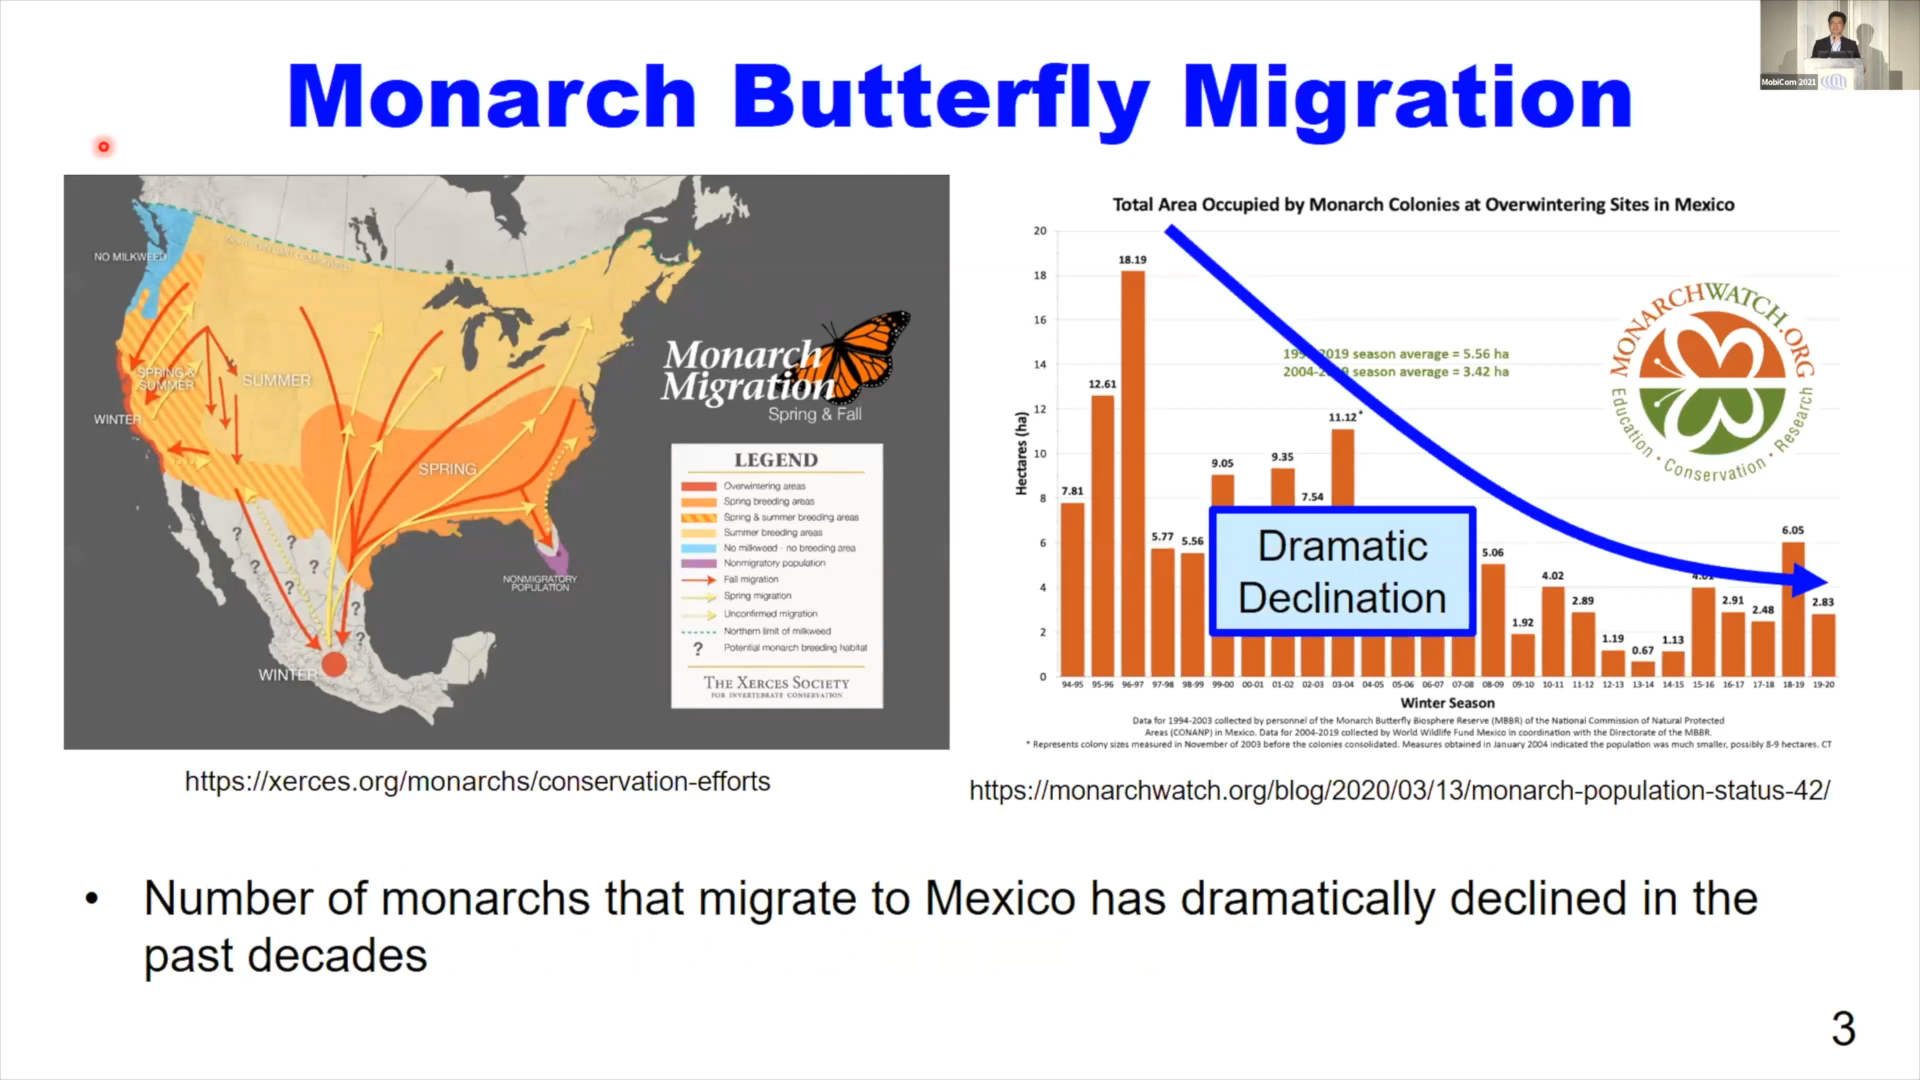 Monarch Butterfly Migration
MobiCom 2021
NO MILKWEED
SPRING &
SUMMER
SUMMER
WINTER
SPRING
NONMIGRATORY
POPULATION
WINTER
?
?
?
?
?
?
?
Monarch
Migration
Spring & Fall
LEGEND
Overwintering areas
Spring breeding areas
Spring & summer breeding areas
Summer breeding areas
No milkweed - no breeding area
Nonmigratory population
Fall migration
Spring migration
Unconfirmed migration
Northern limit of milkweed
? Potential monarch breeding habitat
THE XERCES SOCIETY
FOR INVERTEBRATE CONSERVATION
https://xerces.org/monarchs/conservation-efforts
Total Area Occupied by Monarch Colonies at Overwintering Sites in Mexico
20
18
16
14
12
10
8
6
4
2
0
Hectares (ha)
7.81
12.61
18.19
5.77
5.56
9.05
9.35
7.54
11.12*
5.06
1.92
4.02
2.89
1.19
0.67
1.13
2.91
2.48
6.05
2.83
2019 season average = 5.56 ha
season average = 3.42 ha
MONARCHWATCH.ORG
Education • Conservation • Research
Dramatic
Declination
94-95 95-96 96-97 97-98 98-99 99-00 00-01 01-02 02-03 03-04 04-05 05-06 06-07 07-08 08-09 09-10 10-11 11-12 12-13 13-14 14-15 15-16 16-17 17-18 18-19 19-20
Winter Season
Data for 1994-2003 collected by personnel of the Monarch Butterfly Biosphere Reserve (MBBR) of the National Commission of Natural Protected
Areas (CONANP) in Mexico. Data for 2004-2019 collected by World Wildlife Fund Mexico in coordination with the Directorate of the MBBR.
* Represents colony sizes measured in November of 2003 before the colonies consolidated. Measures obtained in January 2004 indicated the population was much smaller, possibly 8-9 hectares. CT
https://monarchwatch.org/blog/2020/03/13/monarch-population-status-42/
• Number of monarchs that migrate to Mexico has dramatically declined in the
past decades
3